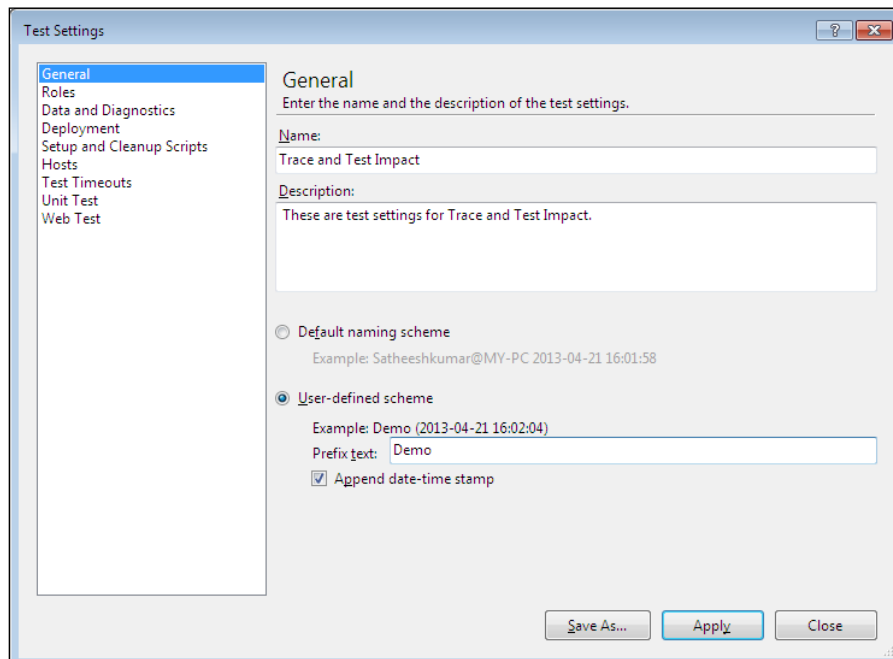 Test Settings
General
Roles
Data and Diagnostics
Deployment
Setup and Cleanup Scripts
Hosts
Test Timeouts
Unit Test
Web Test
General
Enter the name and the description of the test settings.
Name:
Trace and Test Impact
Description:
These are test settings for Trace and Test Impact.
Default naming scheme
Example: Satheeshkumar@MY-PC 2013-04-21 16:01:58
User-defined scheme
Example: Demo (2013-04-21 16:02:04)
Prefix text: Demo
Append date-time stamp
Save As... Apply Close